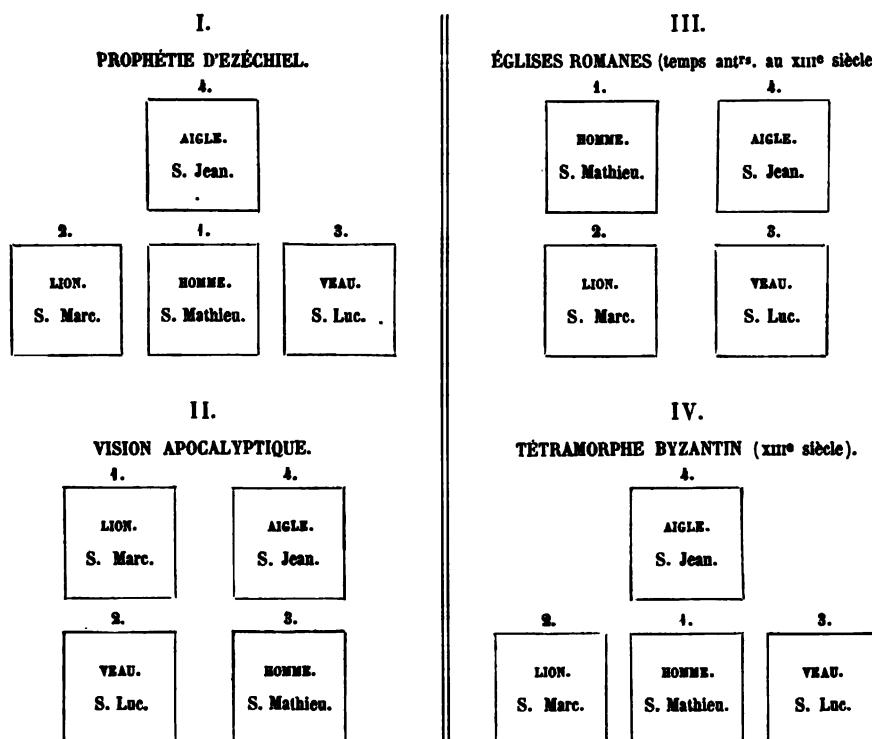 I.
PROPHÉTIE D'EZÉCHIEL.
4.
AIGLE.
S. Jean.
2. 1. 3.
LION. HOMME. VEAU.
S. Marc. S. Mathieu. S. Luc.
II.
VISION APOCALYPTIQUE.
1. 4.
LION. AIGLE.
S. Marc. S. Jean.
2. 3.
VEAU. HOMME.
S. Luc. S. Mathieu.
III.
ÉGLISES ROMANES (temps antrs. au XIIIe siècle
1. 4.
HOMME. AIGLE.
S. Mathieu. S. Jean.
2. 3.
LION. VEAU.
S. Marc. S. Luc.
IV.
TÉTRAMORPHE BYZANTIN (XIIIe siècle).
4.
AIGLE.
S. Jean.
2. 1. 3.
LION. HOMME. VEAU.
S. Marc. S. Mathieu. S. Luc.